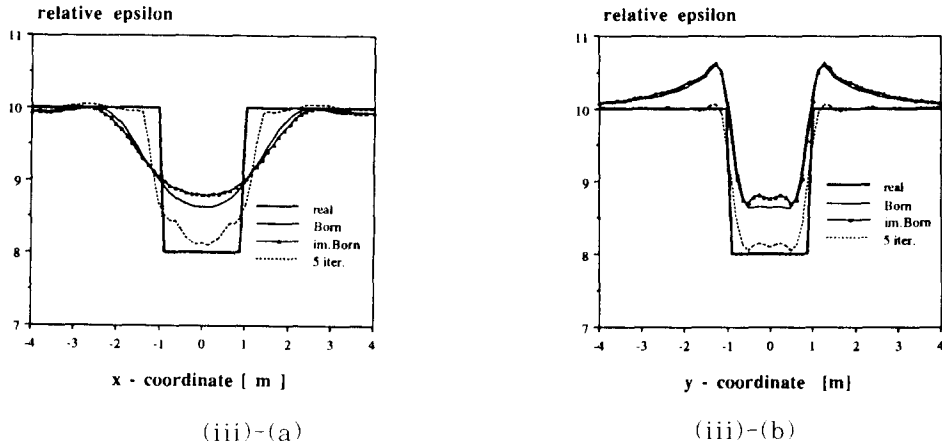 relative epsilon
11
10
9
8
7
real
Born
im.Born
5 iter.
-4
-3
-2
-1
0
1
2
3
4
x - coordinate [ m ]
(iii)-(a)
relative epsilon
11
10
9
8
7
real
Born
im.Born
5 iter.
-4
-3
-2
-1
0
1
2
3
4
y - coordinate [m]
(iii)-(b)